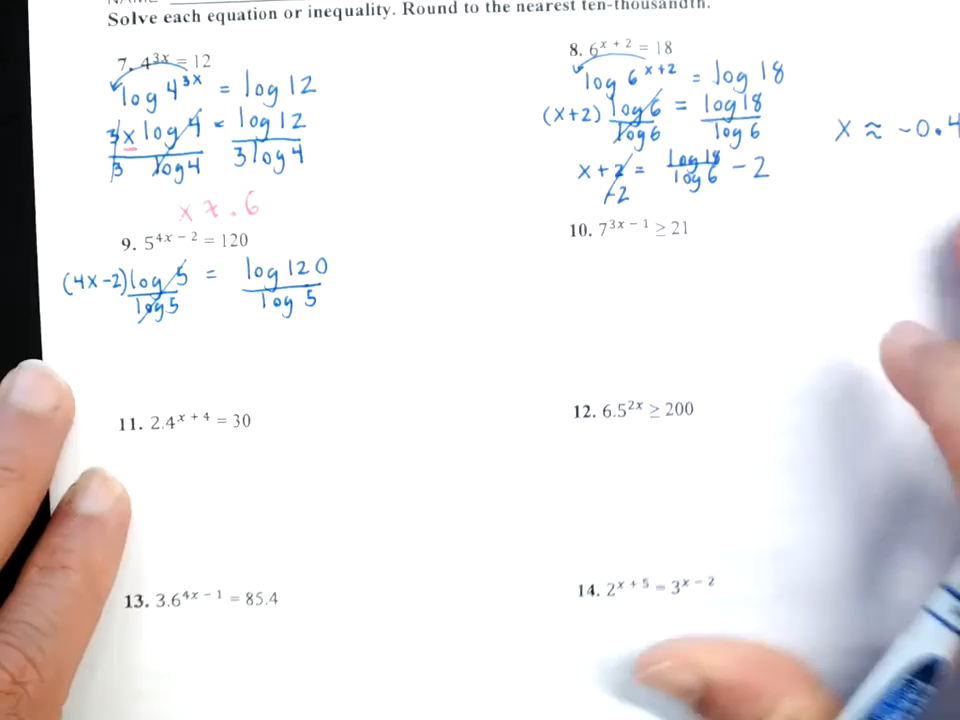 Solve each equation or inequality. Round to the nearest ten-thousandth.
7. 4^3x = 12
log 4^3x = log 12
3x log 4 = log 12
3 log 4 3 log 4
x ≈ .6
8. 6^x + 2 = 18
log 6^x+2 = log 18
(x+2) log 6 = log 18
log 6 log 6
x + 2 = log 18 - 2
-2 log 6
x ≈ -0.4
9. 5^4x − 2 = 120
(4x-2) log 5 = log 120
log 5 log 5
10. 7^3x − 1 ≥ 21
11. 2.4^x + 4 = 30
12. 6.5^2x ≥ 200
13. 3.6^4x − 1 = 85.4
14. 2^x + 5 = 3^x − 2